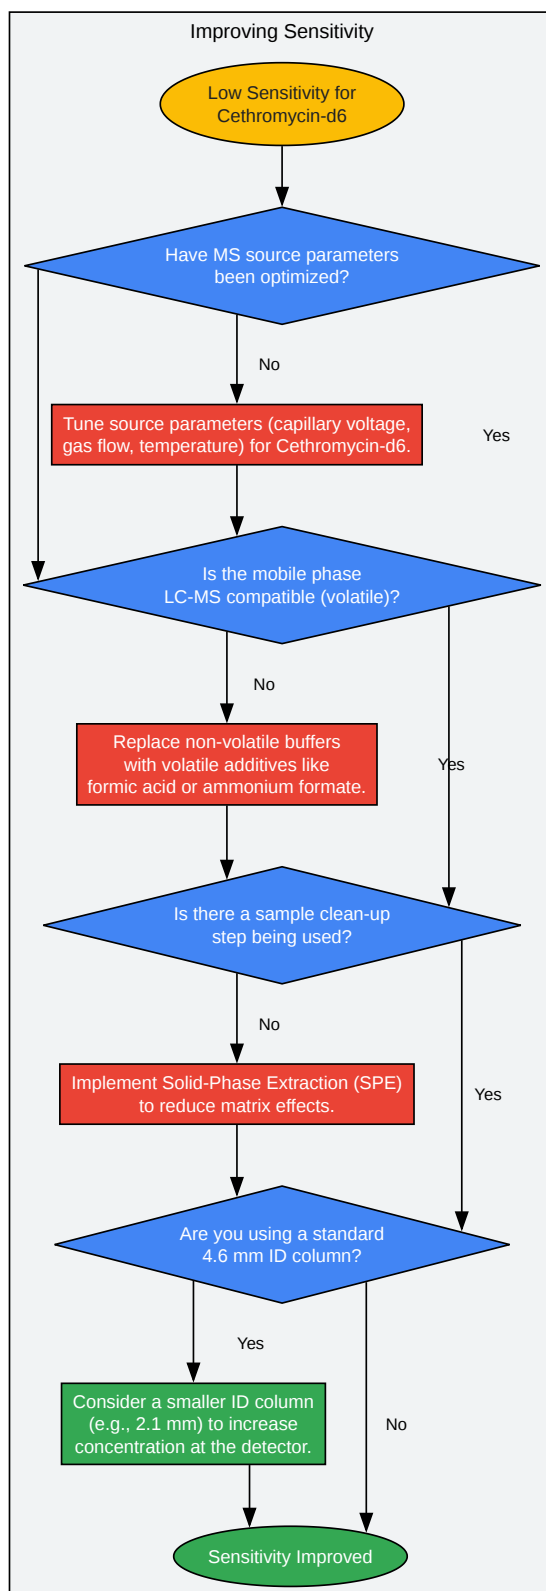 Improving Sensitivity
Low Sensitivity for
Cethromycin-d6
Have MS source parameters
been optimized?
No
Tune source parameters (capillary voltage,
gas flow, temperature) for Cethromycin-d6.
Yes
Is the mobile phase
LC-MS compatible (volatile)?
No
Replace non-volatile buffers
with volatile additives like
formic acid or ammonium formate.
Yes
Is there a sample clean-up
step being used?
No
Implement Solid-Phase Extraction (SPE)
to reduce matrix effects.
Yes
Are you using a standard
4.6 mm ID column?
Yes
Consider a smaller ID column
(e.g., 2.1 mm) to increase
concentration at the detector.
No
Sensitivity Improved